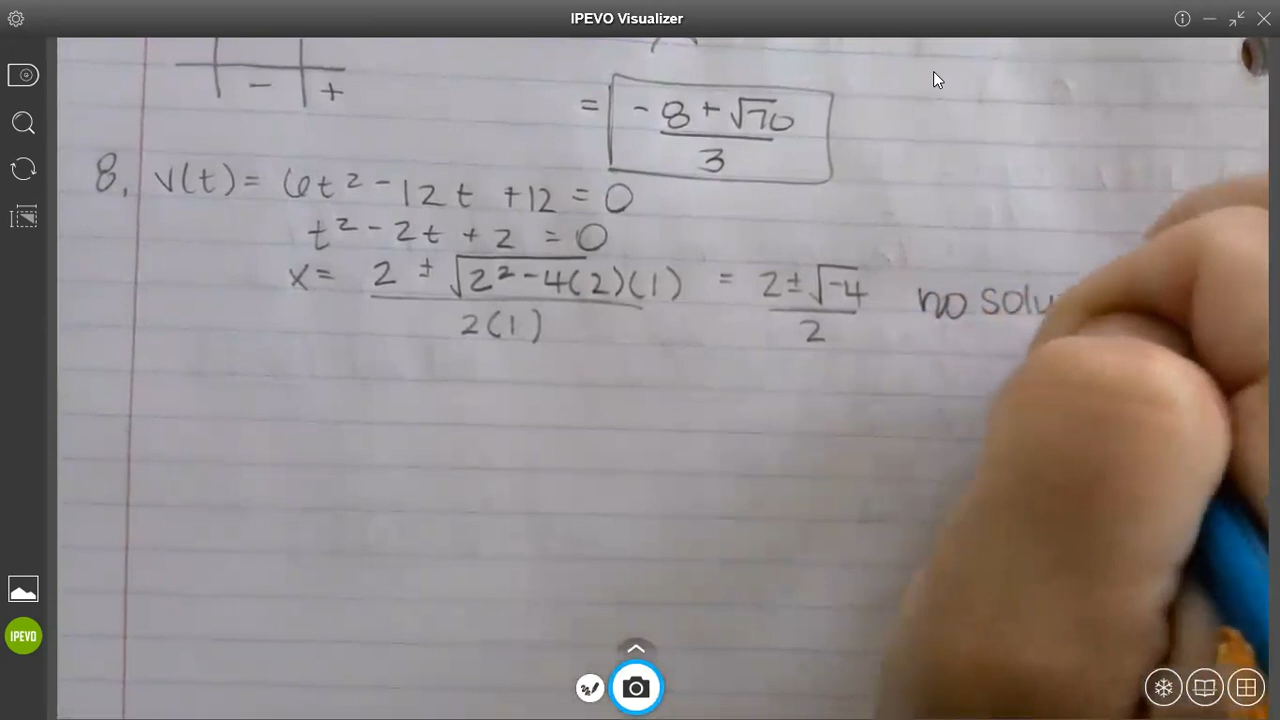 IPEVO Visualizer
- +
= -8 + √70
3
8. v(t) = 6t² - 12t + 12 = 0
t² - 2t + 2 = 0
x = 2 ± √2² - 4(2)(1) = 2 ± √-4 no
2(1) 2
IPEVO